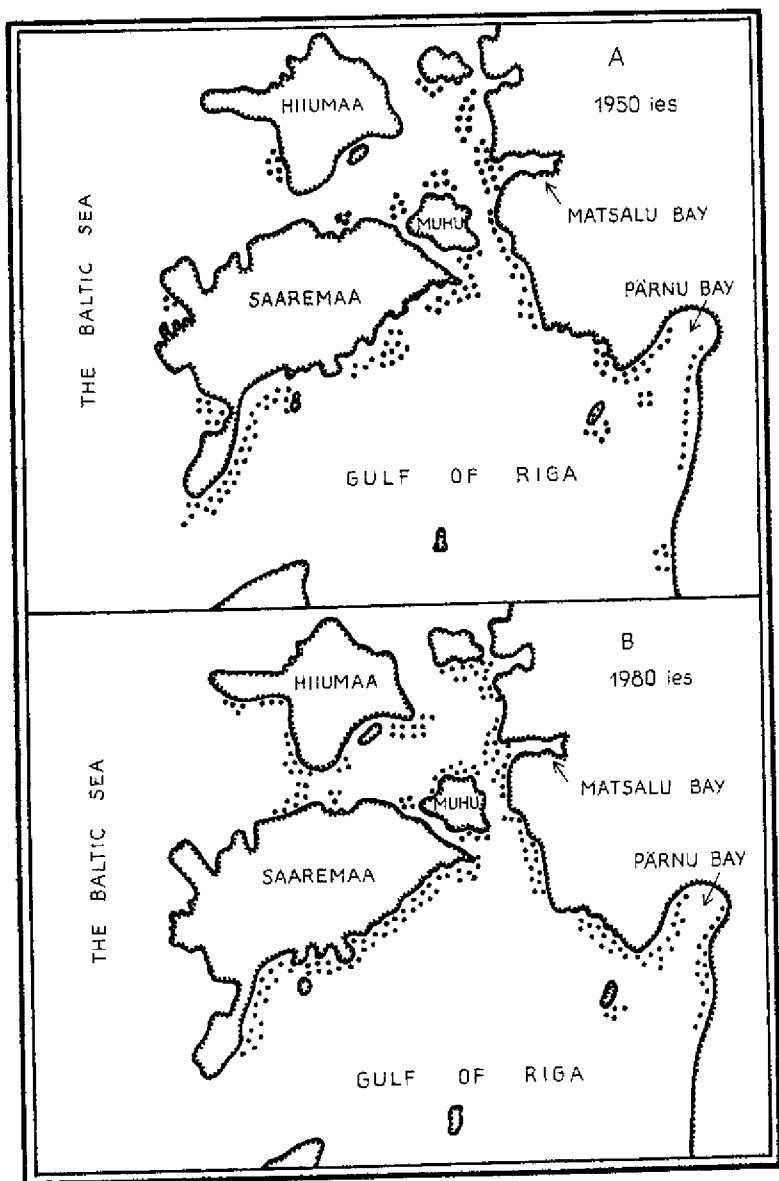 A
1950 ies
HIIUMAA
MATSALU BAY
MUHU
THE BALTIC SEA
SAAREMAA
PÄRNU BAY
GULF OF RIGA
B
1980 ies
HIIUMAA
MATSALU BAY
MUHU
THE BALTIC SEA
SAAREMAA
PÄRNU BAY
GULF OF RIGA